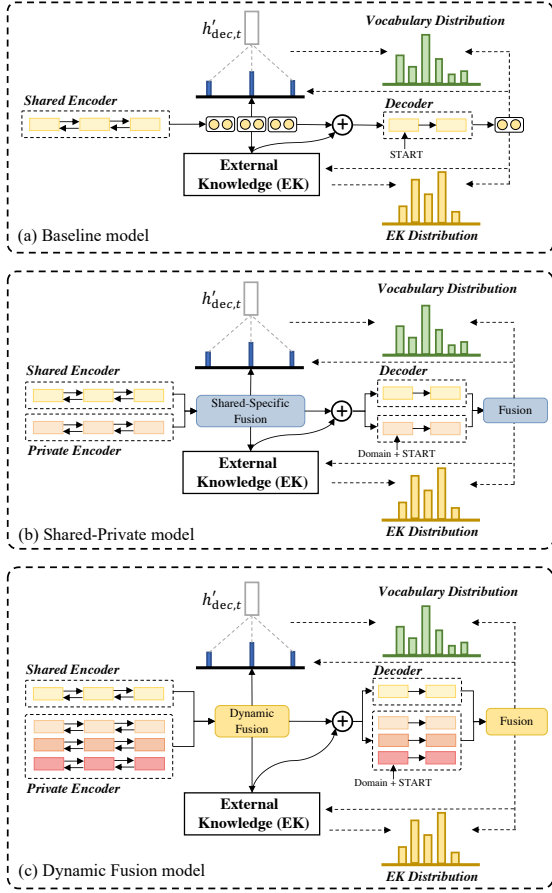 Vocabulary Distribution
h′dec,t
Shared Encoder
Decoder
START
External
Knowledge (EK)
EK Distribution
(a) Baseline model
Vocabulary Distribution
h′dec,t
Shared Encoder
Decoder
Shared-Specific
Fusion
Fusion
Private Encoder
Domain + START
External
Knowledge (EK)
EK Distribution
(b) Shared-Private model
Vocabulary Distribution
h′dec,t
Shared Encoder
Decoder
Dynamic
Fusion
Fusion
Domain + START
Private Encoder
External
Knowledge (EK)
EK Distribution
(c) Dynamic Fusion model